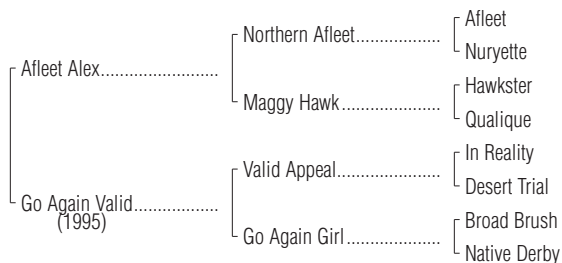 Afleet
Northern Afleet..................
Nuryette
Afleet Alex.........................
Hawkster
Maggy Hawk.....................
Qualique
In Reality
Valid Appeal......................
Desert Trial
Go Again Valid..................
(1995)
Broad Brush
Go Again Girl....................
Native Derby